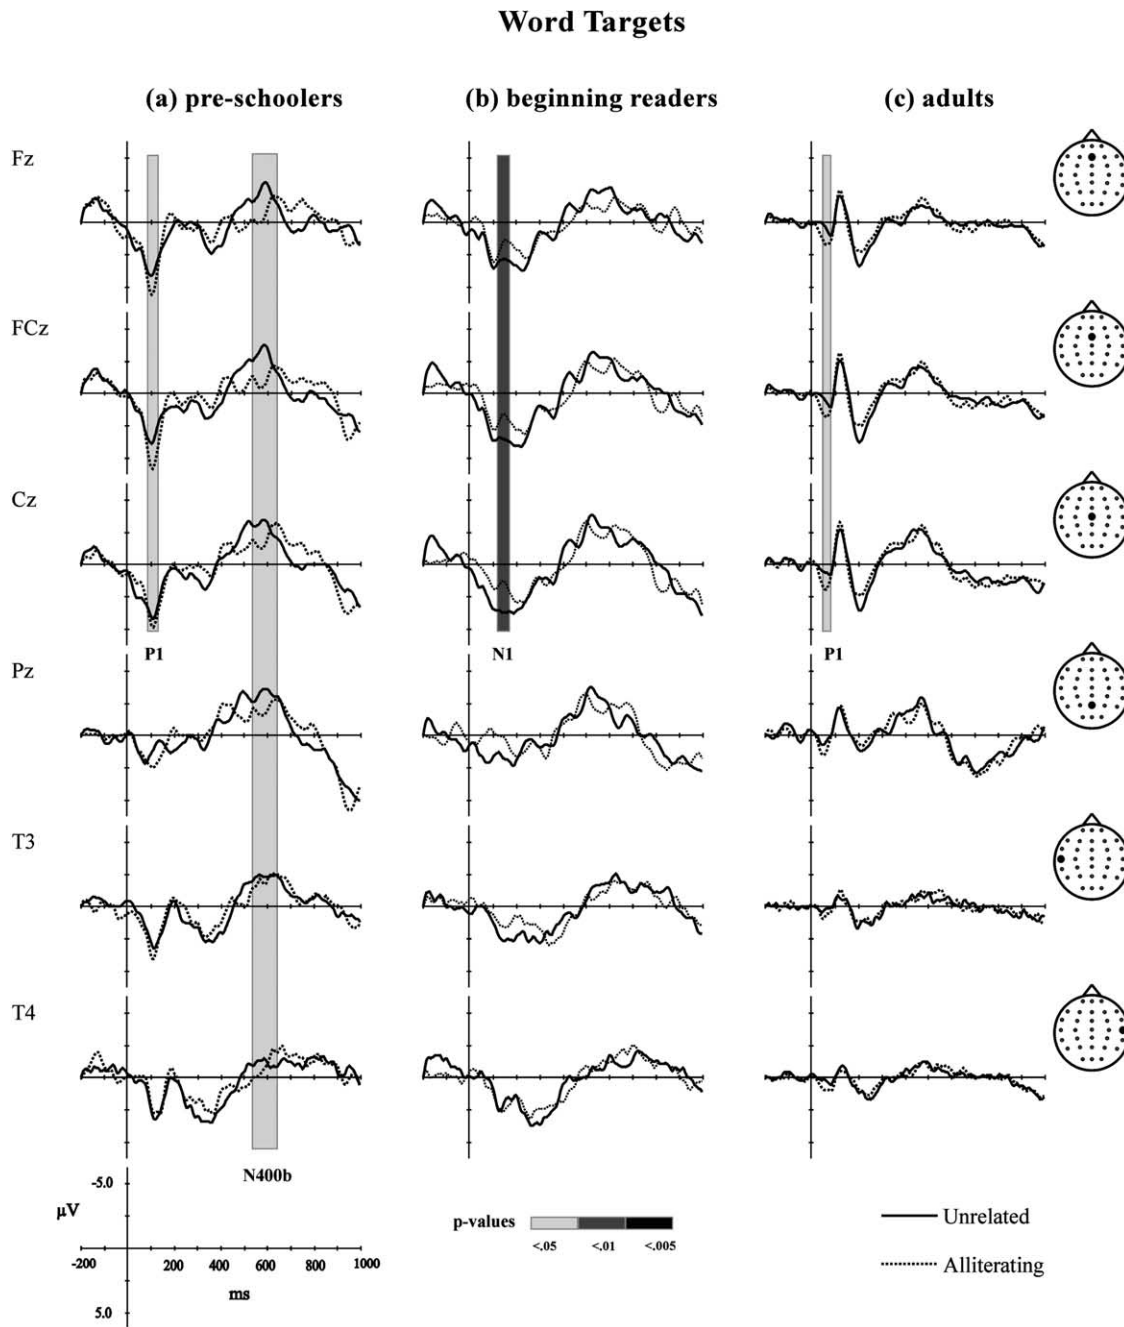 Word Targets
(a) pre-schoolers (b) beginning readers (c) adults
Fz
FCz
Cz
P1 N1 P1
Pz
T3
T4
N400b
-5.0
µV
p-values
<.05 <.01 <.005
Unrelated
-200 200 400 600 800 1000
Alliterating
ms
5.0